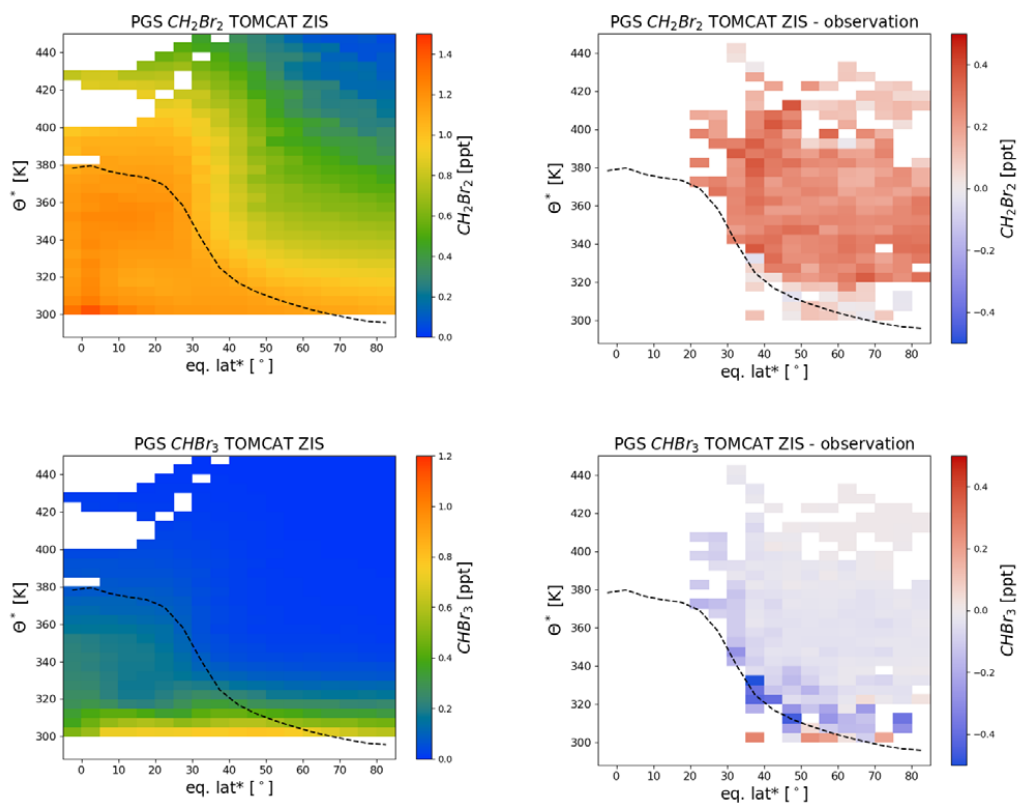 PGS CH₂Br₂ TOMCAT ZIS
440
420
400
380
360
340
320
300
Θ* [K]
0 10 20 30 40 50 60 70 80
eq. lat* [°]
1.4
1.2
1.0
0.8
0.6
0.4
0.2
0.0
CH₂Br₂ [ppt]
PGS CH₂Br₂ TOMCAT ZIS - observation
440
420
400
380
360
340
320
300
Θ* [K]
0 10 20 30 40 50 60 70 80
eq. lat* [°]
0.4
0.2
0.0
−0.2
−0.4
CH₂Br₂ [ppt]
PGS CHBr₃ TOMCAT ZIS
440
420
400
380
360
340
320
300
Θ* [K]
0 10 20 30 40 50 60 70 80
eq. lat* [°]
1.2
1.0
0.8
0.6
0.4
0.2
0.0
CHBr₃ [ppt]
PGS CHBr₃ TOMCAT ZIS - observation
440
420
400
380
360
340
320
300
Θ* [K]
0 10 20 30 40 50 60 70 80
eq. lat* [°]
0.4
0.2
0.0
−0.2
−0.4
CHBr₃ [ppt]